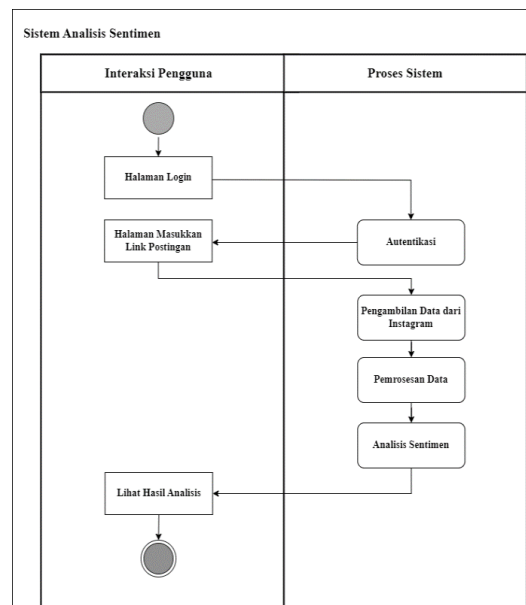 Sistem Analisis Sentimen
Interaksi Pengguna
Proses Sistem
Halaman Login
Halaman Masukkan
Link Postingan
Autentikasi
Pengambilan Data dari
Instagram
Pemrosesan Data
Analisis Sentimen
Lihat Hasil Analisis